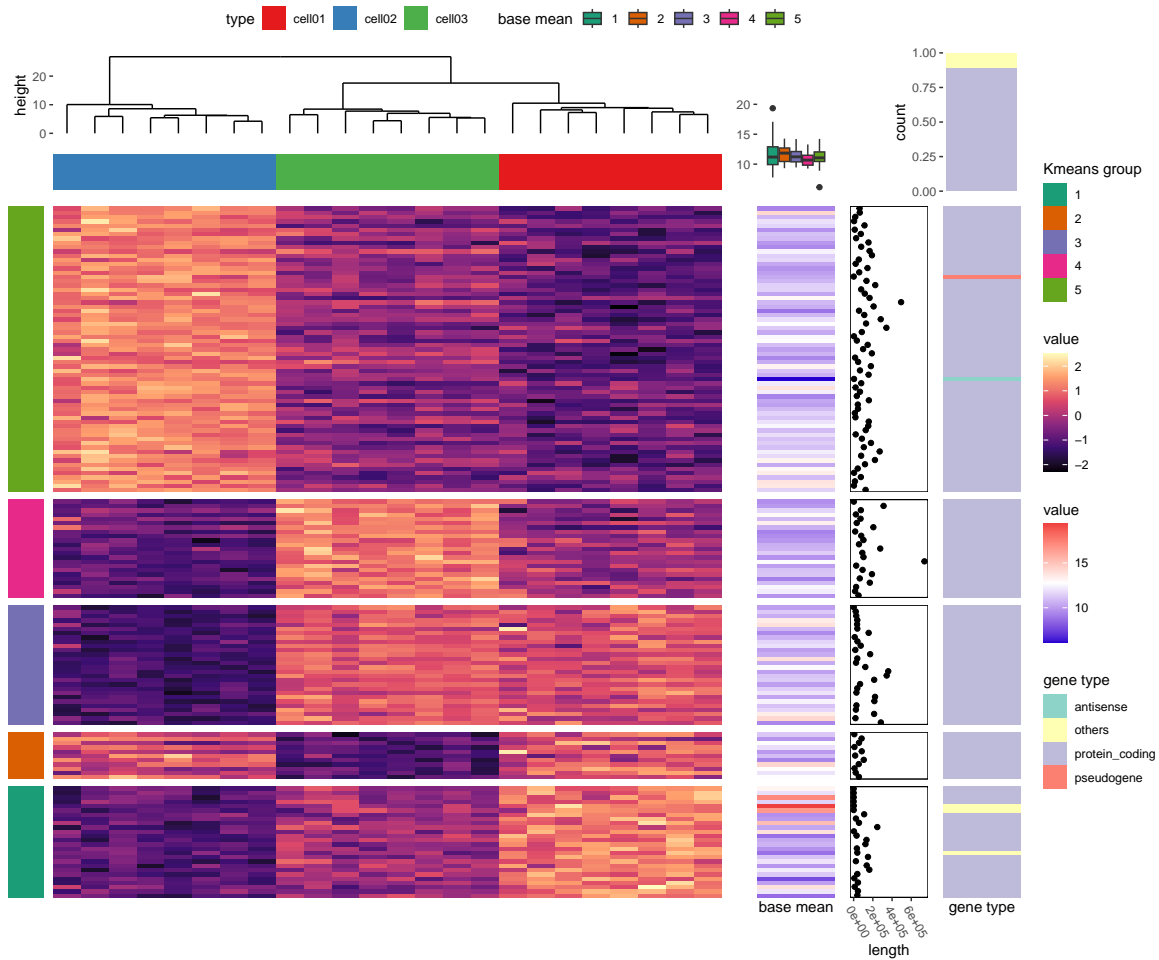 type cell01 cell02 cell03 base mean 1 2 3 4 5
height
20
10
0
20
15
10
count
1.00
0.75
0.50
0.25
0.00
Kmeans group
1
2
3
4
5
value
2
1
0
−1
−2
value
15
10
gene type
antisense
others
protein_coding
pseudogene
base mean
0e+00
2e+05
4e+05
6e+05
length
gene type